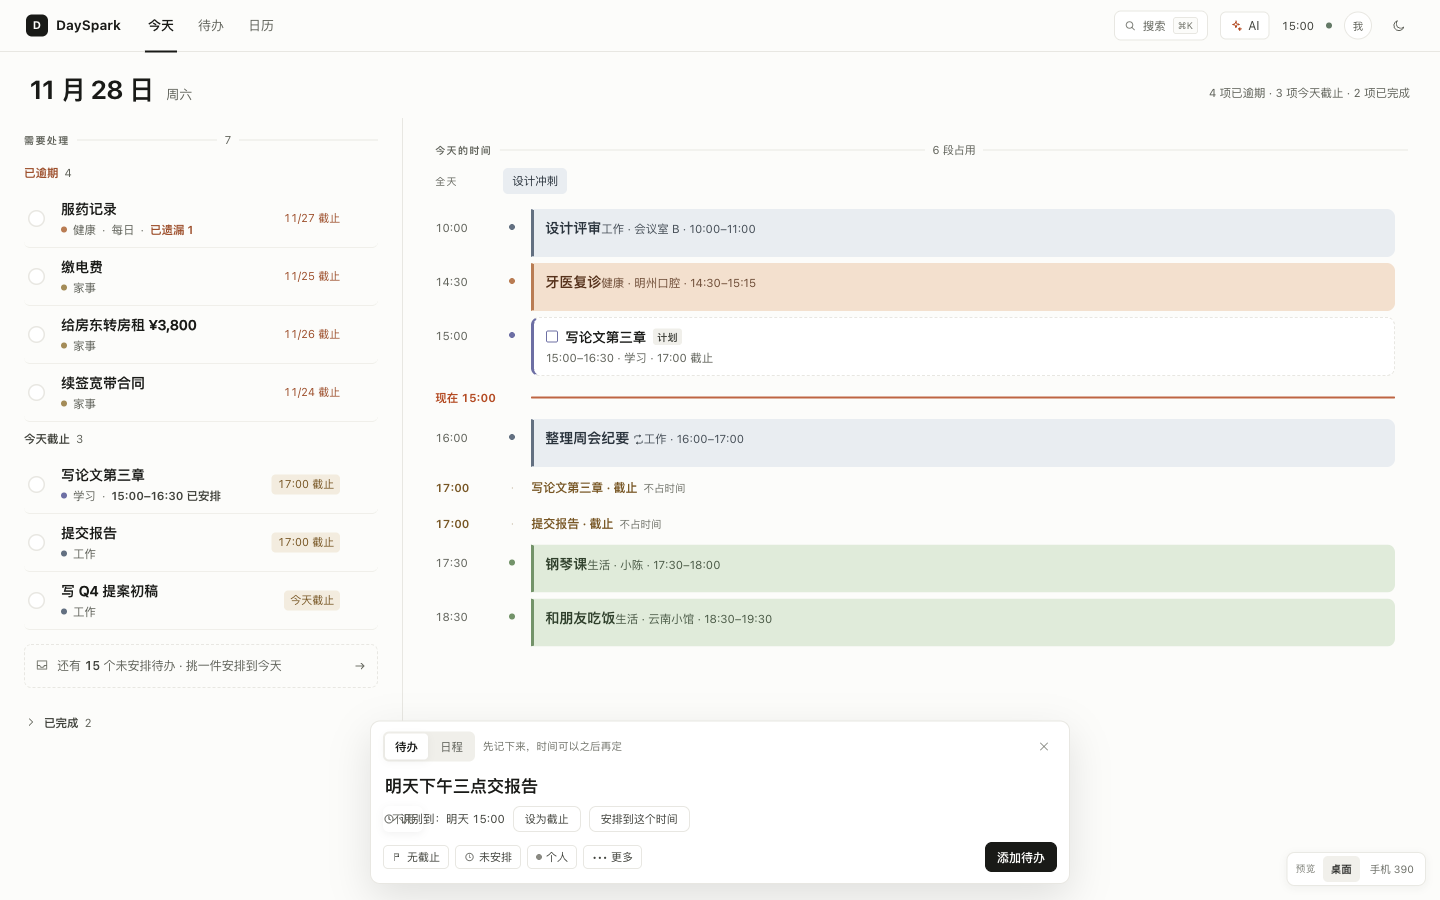 D DaySpark 今天 待办 日历 搜索 ⌘K AI 15:00 我
11 月 28 日 周六 4 项已逾期 · 3 项今天截止 · 2 项已完成
需要处理 7
已逾期 4
服药记录 11/27 截止
健康 · 每日 · 已遗漏 1
缴电费 11/25 截止
家事
给房东转房租 ¥3,800 11/26 截止
家事
续签宽带合同 11/24 截止
家事
今天截止 3
写论文第三章 17:00 截止
学习 · 15:00–16:30 已安排
提交报告 17:00 截止
工作
写 Q4 提案初稿 今天截止
工作
还有 15 个未安排待办 · 挑一件安排到今天 →
已完成 2
今天的时间 6 段占用
全天 设计冲刺
10:00 设计评审工作 · 会议室 B · 10:00–11:00
14:30 牙医复诊健康 · 明州口腔 · 14:30–15:15
15:00 写论文第三章 计划
15:00–16:30 · 学习 · 17:00 截止
现在 15:00
16:00 整理周会纪要 工作 · 16:00–17:00
17:00 写论文第三章 · 截止 不占时间
17:00 提交报告 · 截止 不占时间
17:30 钢琴课生活 · 小陈 · 17:30–18:00
18:30 和朋友吃饭生活 · 云南小馆 · 18:30–19:30
待办 日程 先记下来，时间可以之后再定
明天下午三点交报告
别到：明天 15:00 设为截止 安排到这个时间
无截止 未安排 个人 更多 添加待办
预览 桌面 手机 390